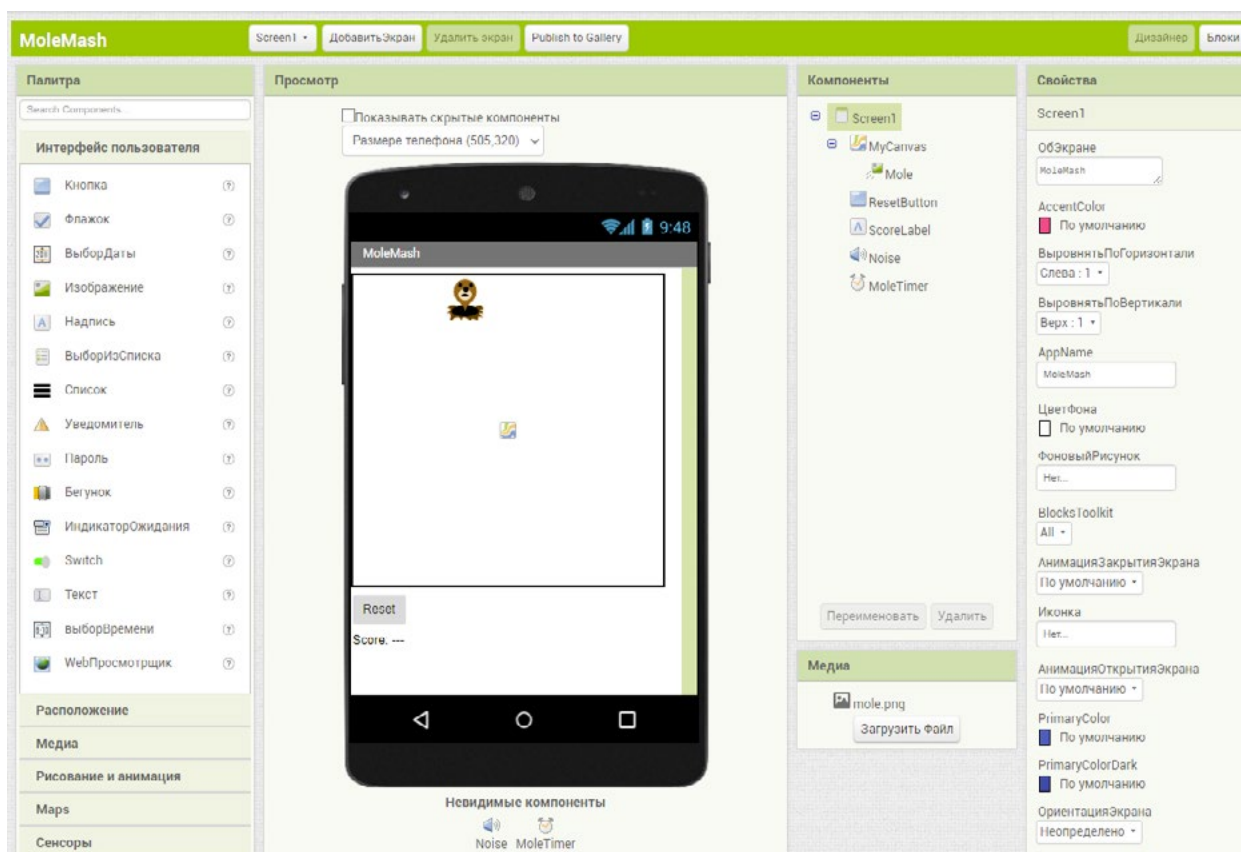 MoleMash
Screen1
ДобавитьЭкран
Удалить экран
Publish to Gallery
Дизайнер
Блоки
Палитра
Search Components...
Интерфейс пользователя
Кнопка
Флажок
ВыборДаты
Изображение
Надпись
ВыборИзСписка
Список
Уведомитель
Пароль
Бегунок
ИндикаторОжидания
Switch
Текст
выборВремени
WebПросмотрщик
Расположение
Медиа
Рисование и анимация
Maps
Сенсоры
Просмотр
Показывать скрытые компоненты
Размере телефона (505,320)
9:48
MoleMash
Reset
Score: ---
Невидимые компоненты
Noise MoleTimer
Компоненты
Screen1
MyCanvas
Mole
ResetButton
ScoreLabel
Noise
MoleTimer
Переименовать
Удалить
Медиа
mole.png
Загрузить файл
Свойства
Screen1
ОбЭкране
MoleMash
AccentColor
По умолчанию
ВыровнятьПоГоризонтали
Слева : 1
ВыровнятьПоВертикали
Верх : 1
AppName
MoleMash
ЦветФона
По умолчанию
ФоновыйРисунок
Нет...
BlocksToolkit
All
АнимацияЗакрытияЭкрана
По умолчанию
Иконка
Нет...
АнимацияОткрытияЭкрана
По умолчанию
PrimaryColor
По умолчанию
PrimaryColorDark
По умолчанию
ОриентацияЭкрана
Неопределено